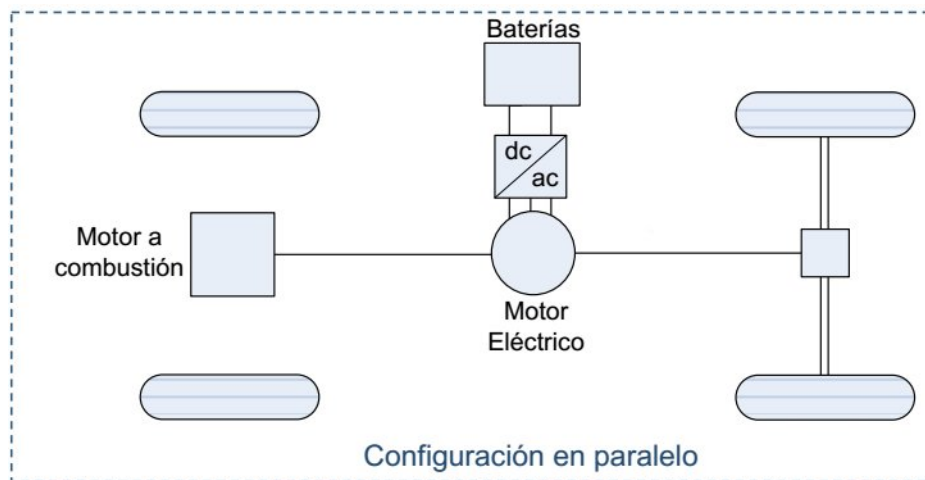 Baterías
dc
ac
Motor a
combustión
Motor
Eléctrico
Configuración en paralelo